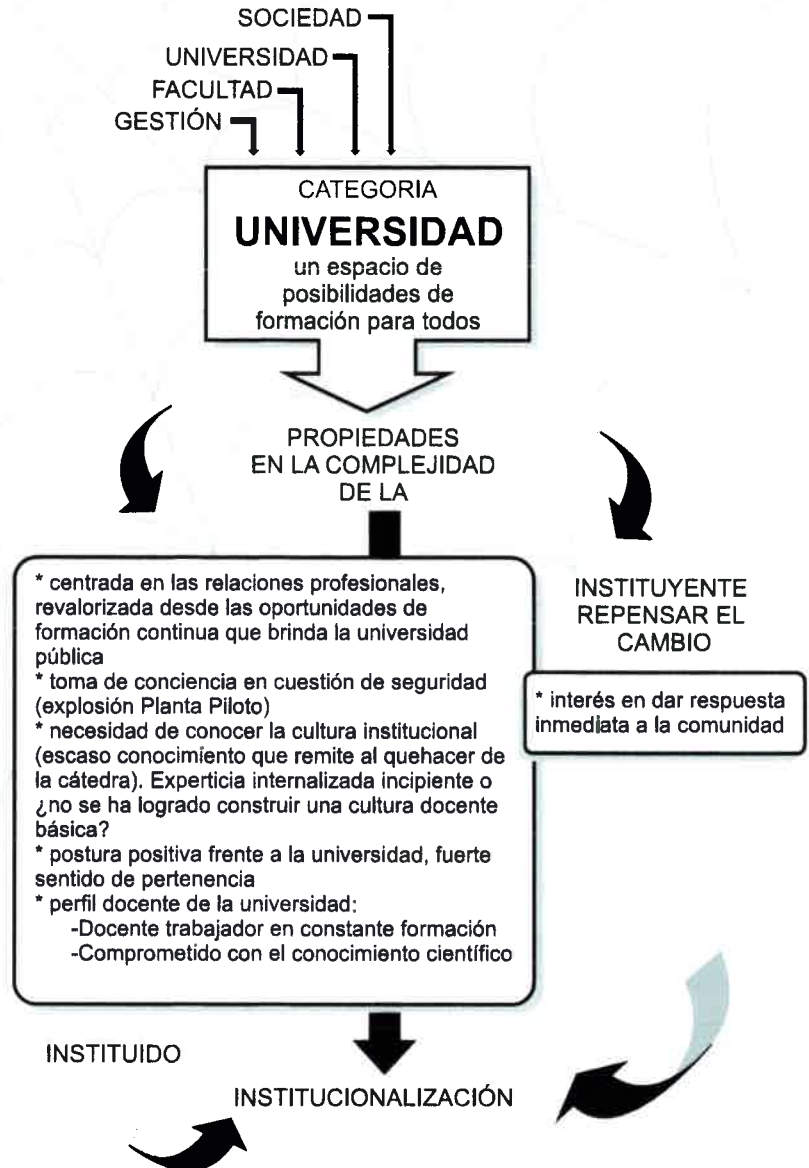 SOCIEDAD
UNIVERSIDAD
FACULTAD
GESTIÓN
CATEGORIA
UNIVERSIDAD
un espacio de
posibilidades de
formación para todos
PROPIEDADES
EN LA COMPLEJIDAD
DE LA
* centrada en las relaciones profesionales,
revalorizada desde las oportunidades de
formación continua que brinda la universidad
pública
* toma de conciencia en cuestión de seguridad
(explosión Planta Piloto)
* necesidad de conocer la cultura institucional
(escaso conocimiento que remite al quehacer de
la cátedra). Experticia internalizada incipiente o
¿no se ha logrado construir una cultura docente
básica?
* postura positiva frente a la universidad, fuerte
sentido de pertenencia
* perfil docente de la universidad:
-Docente trabajador en constante formación
-Comprometido con el conocimiento científico
INSTITUYENTE
REPENSAR EL
CAMBIO
* interés en dar respuesta
inmediata a la comunidad
INSTITUIDO
INSTITUCIONALIZACIÓN